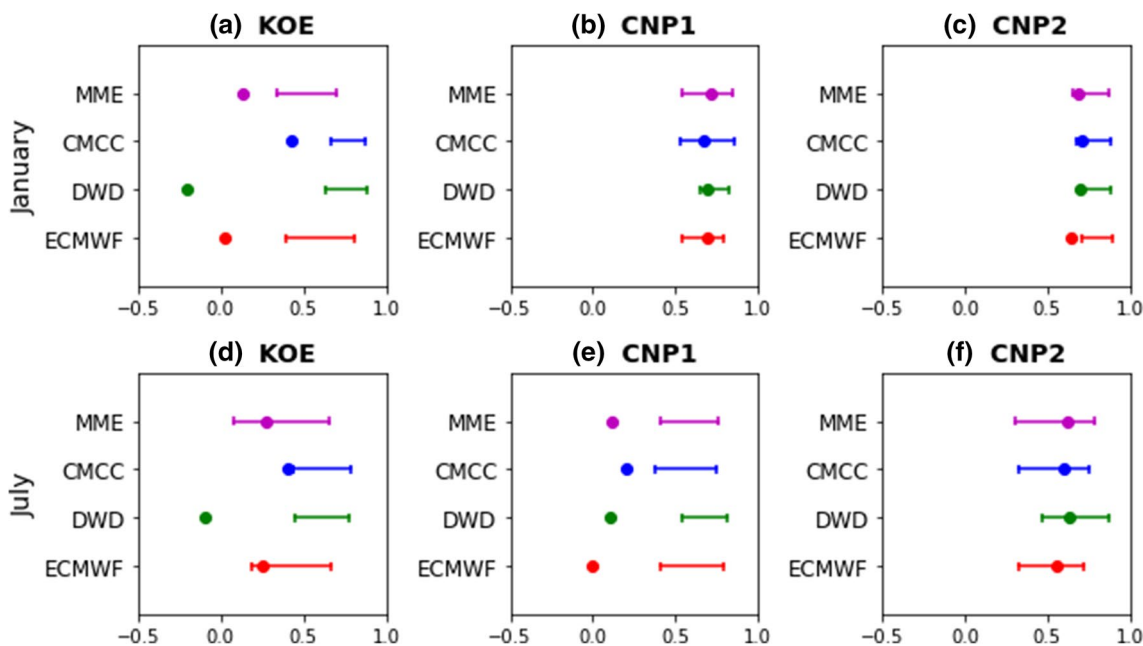 (a) KOE
(b) CNP1
(c) CNP2
January
MME
CMCC
DWD
ECMWF
−0.5 0.0 0.5 1.0
MME
CMCC
DWD
ECMWF
−0.5 0.0 0.5 1.0
MME
CMCC
DWD
ECMWF
−0.5 0.0 0.5 1.0
(d) KOE
(e) CNP1
(f) CNP2
July
MME
CMCC
DWD
ECMWF
−0.5 0.0 0.5 1.0
MME
CMCC
DWD
ECMWF
−0.5 0.0 0.5 1.0
MME
CMCC
DWD
ECMWF
−0.5 0.0 0.5 1.0